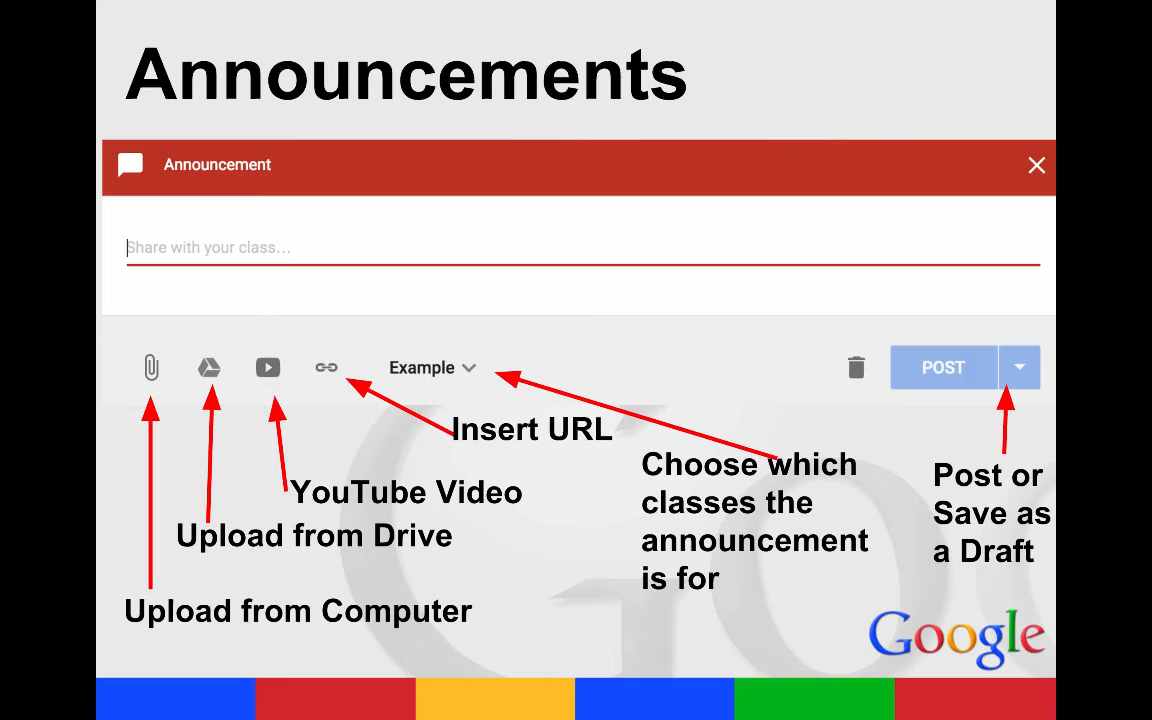 Announcements
Announcement
Share with your class...
Example
POST
Insert URL
Choose which
classes the
announcement
is for
Post or
Save as
a Draft
YouTube Video
Upload from Drive
Upload from Computer
Google